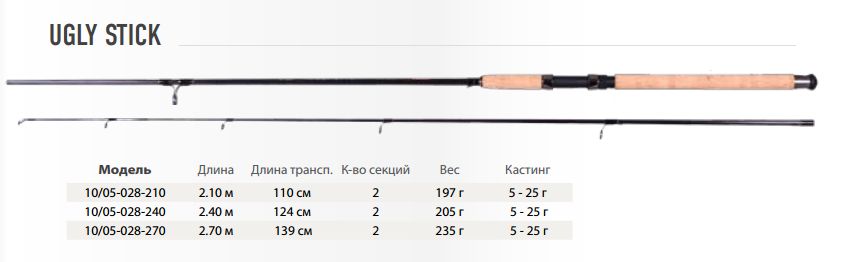 UGLY STICK
Модель Длина Длина трансп. К-во секций Вес Кастинг
10/05-028-210 2.10 м 110 см 2 197 г 5 - 25 г
10/05-028-240 2.40 м 124 см 2 205 г 5 - 25 г
10/05-028-270 2.70 м 139 см 2 235 г 5 - 25 г